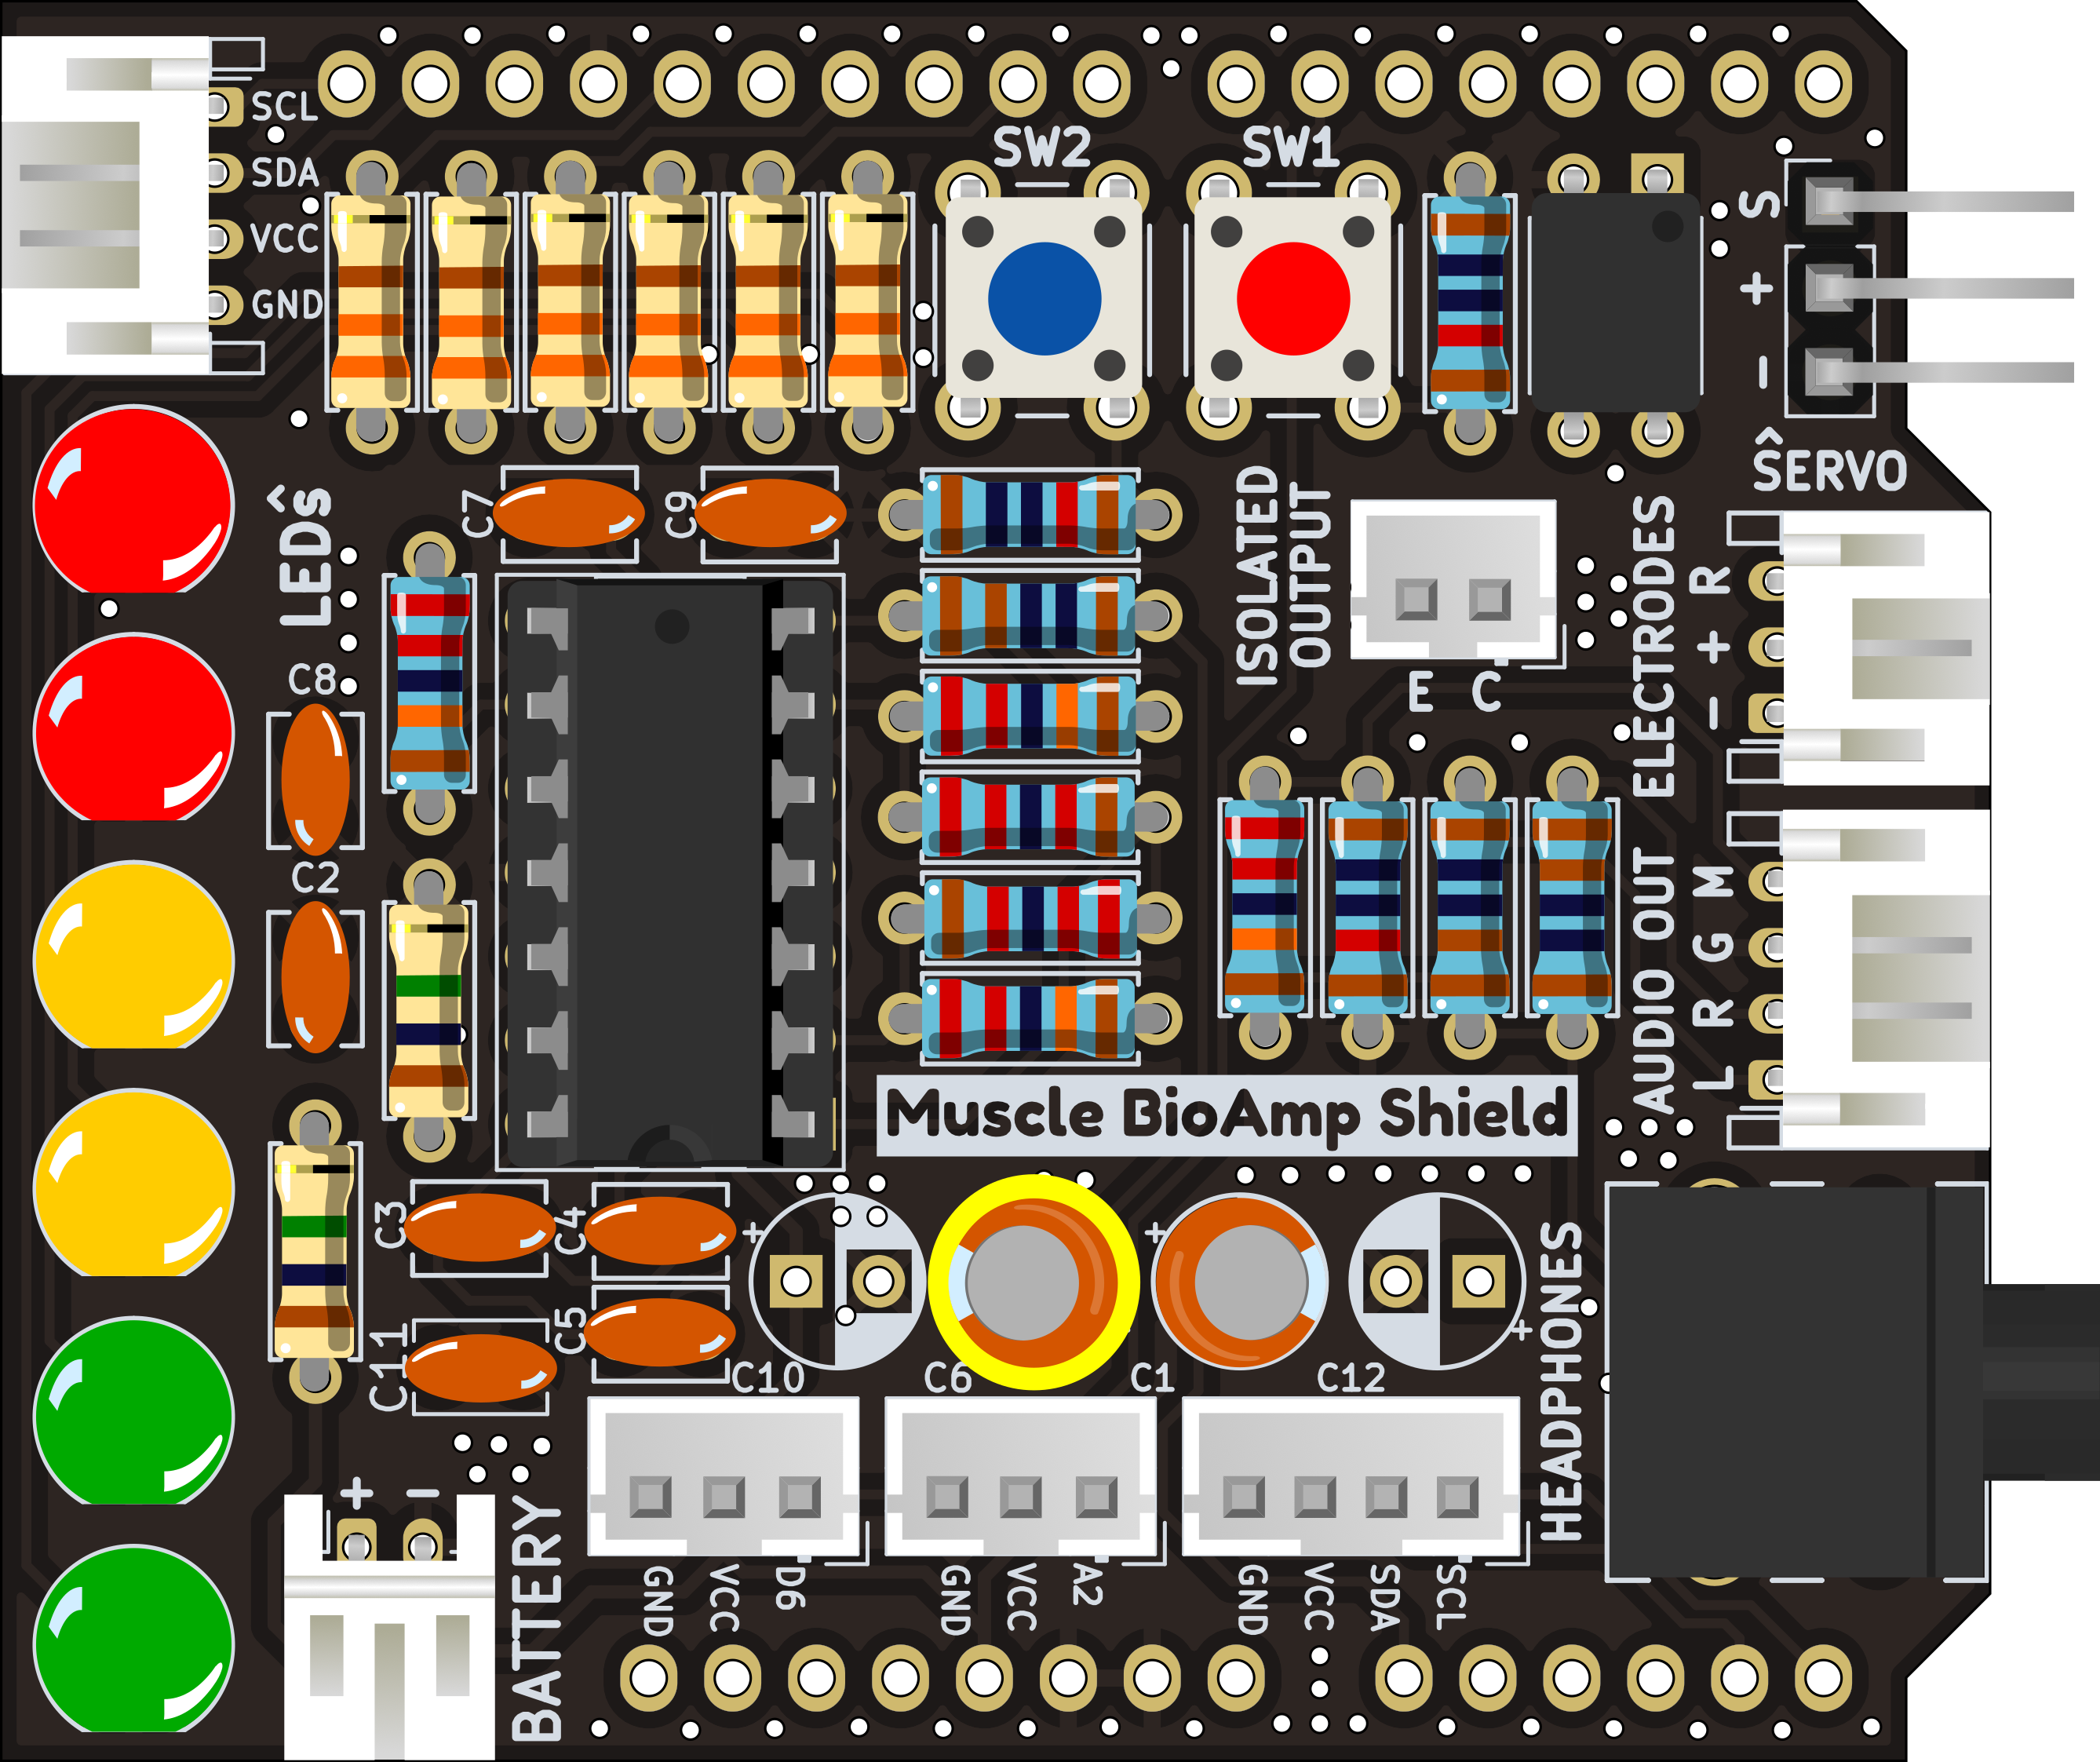 SCL
SDA
VCC
GND
SW2
SW1
S
+
-
SERVO
LEDs
C7
C9
ISOLATED
OUTPUT
E C
ELECTRODES
R
+
-
C8
C2
AUDIO OUT
M
G
R
L
Muscle BioAmp Shield
C3
C4
C11
C5
+
+
+
C10
C6
C1
C12
HEADPHONES
+ -
BATTERY
GND
VCC
D6
GND
VCC
A2
GND
VCC
SDA
SCL